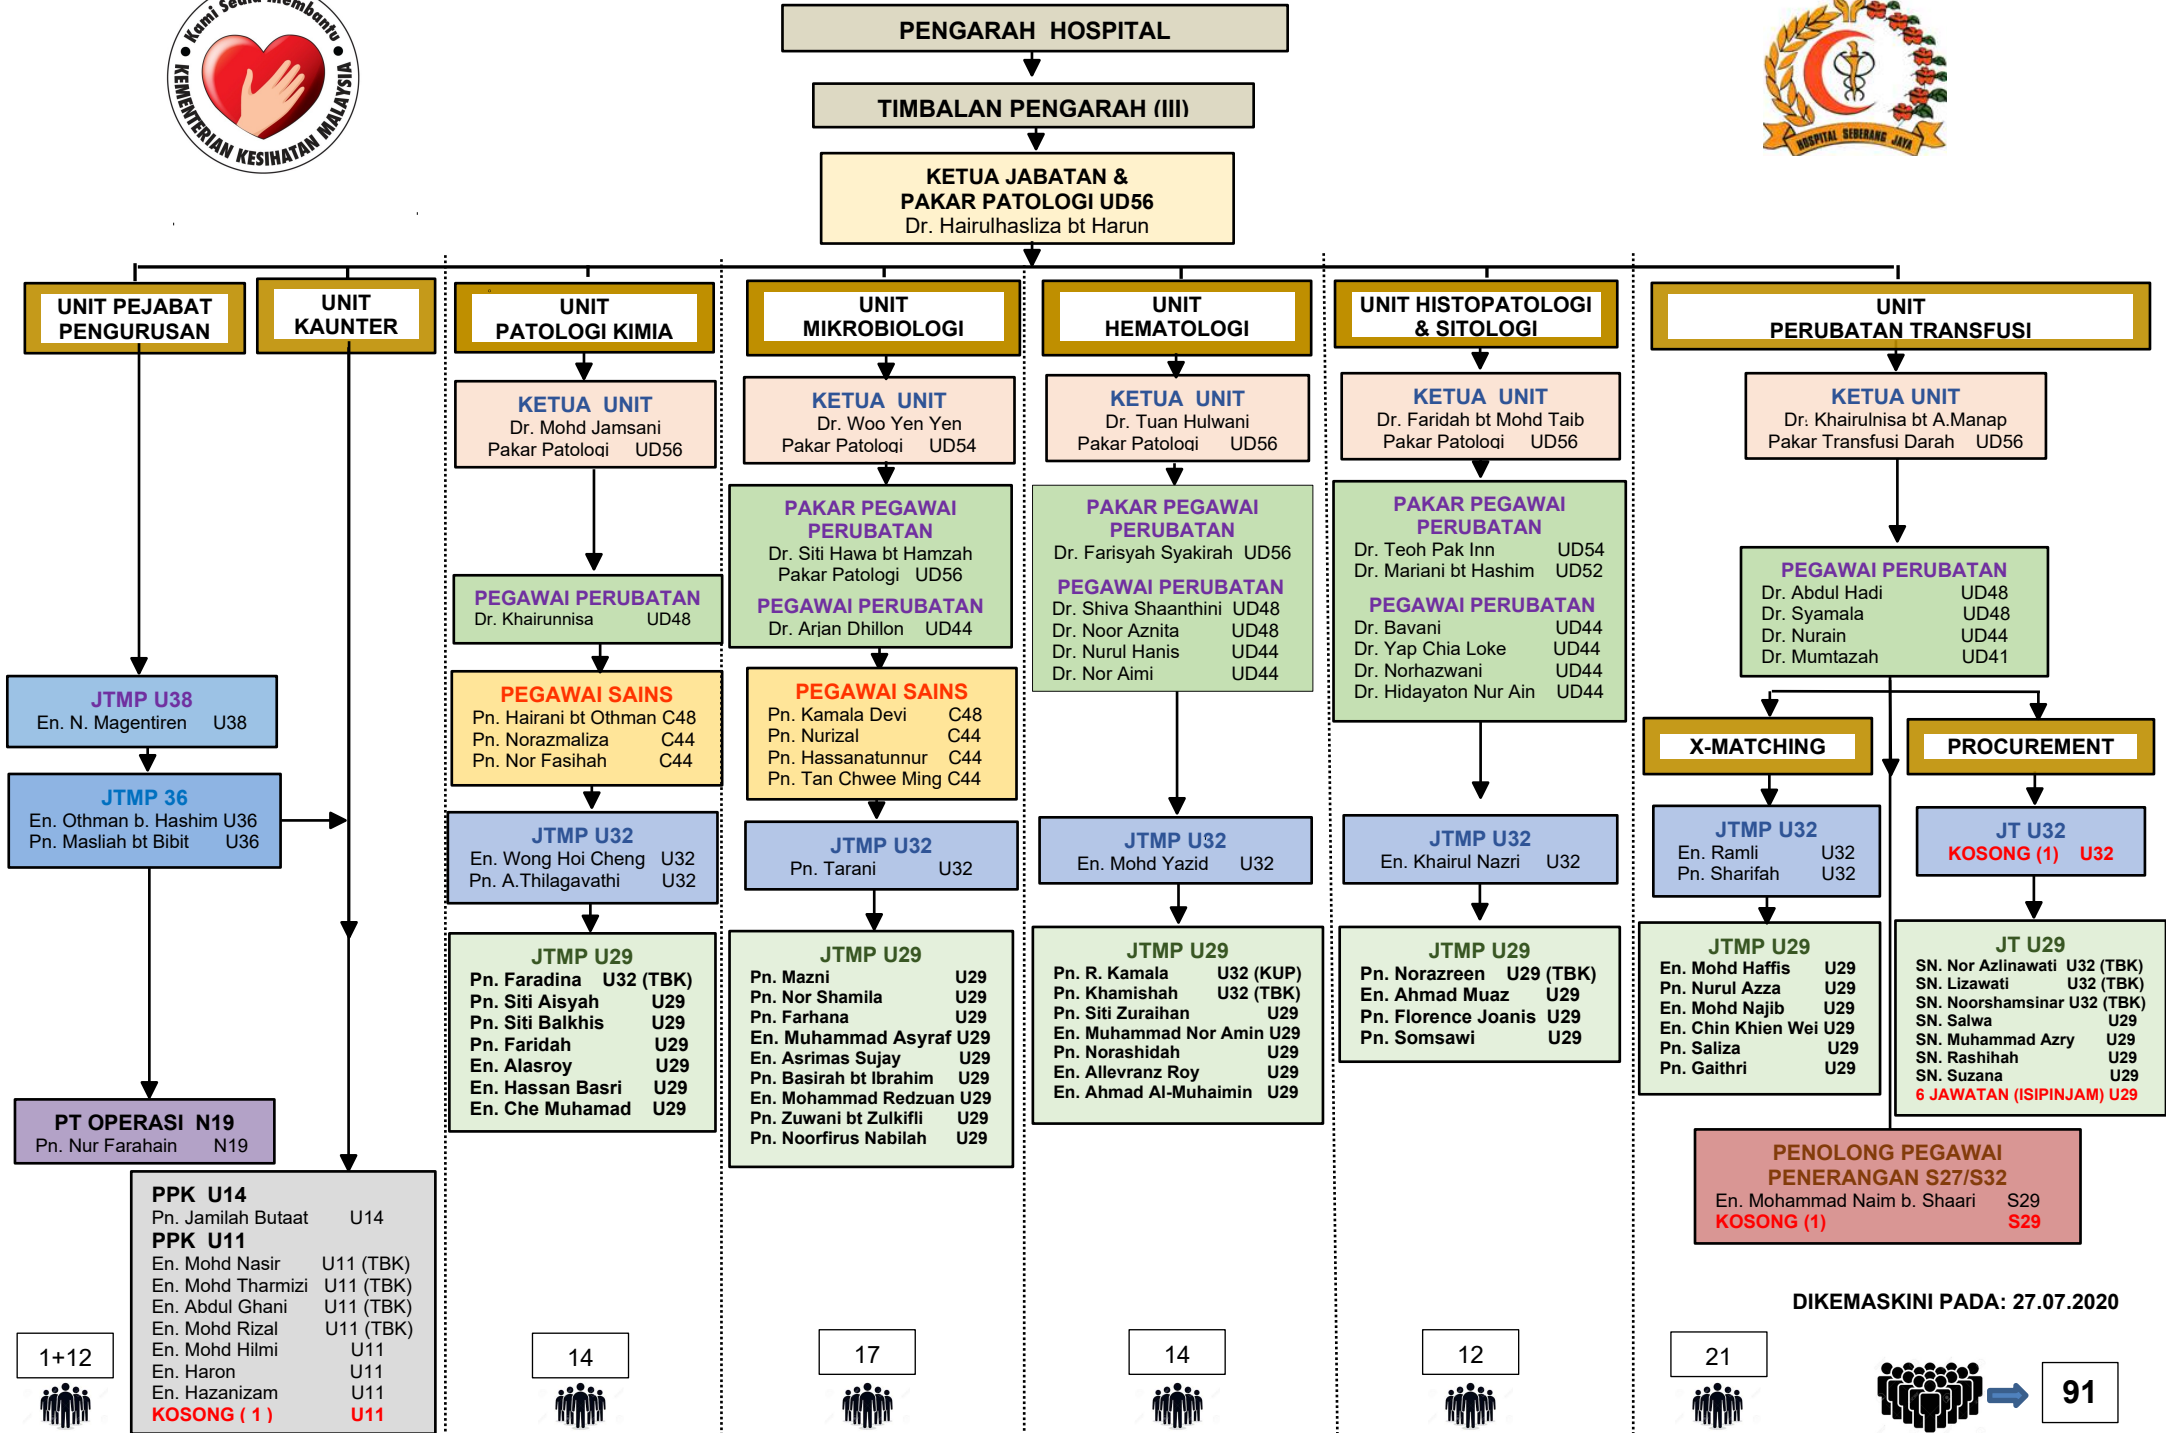 Kami Sedia Membantu
KEMENTERIAN KESIHATAN MALAYSIA
HOSPITAL SEBERANG JAYA
PENGARAH HOSPITAL
TIMBALAN PENGARAH (III)
KETUA JABATAN &
PAKAR PATOLOGI UD56
Dr. Hairulhasliza bt Harun
UNIT PEJABAT
PENGURUSAN
JTMP U38
En. N. Magentiren U38
JTMP 36
En. Othman b. Hashim U36
Pn. Masliah bt Bibit U36
PT OPERASI N19
Pn. Nur Farahain N19
UNIT
KAUNTER
PPK U14
Pn. Jamilah Butaat U14
PPK U11
En. Mohd Nasir U11 (TBK)
En. Mohd Tharmizi U11 (TBK)
En. Abdul Ghani U11 (TBK)
En. Mohd Rizal U11 (TBK)
En. Mohd Hilmi U11
En. Haron U11
En. Hazanizam U11
KOSONG ( 1 ) U11
1+12
UNIT
PATOLOGI KIMIA
KETUA UNIT
Dr. Mohd Jamsani
Pakar Patologi UD56
PEGAWAI PERUBATAN
Dr. Khairunnisa UD48
PEGAWAI SAINS
Pn. Hairani bt Othman C48
Pn. Norazmaliza C44
Pn. Nor Fasihah C44
JTMP U32
En. Wong Hoi Cheng U32
Pn. A.Thilagavathi U32
JTMP U29
Pn. Faradina U32 (TBK)
Pn. Siti Aisyah U29
Pn. Siti Balkhis U29
Pn. Faridah U29
En. Alasroy U29
En. Hassan Basri U29
En. Che Muhamad U29
14
UNIT
MIKROBIOLOGI
KETUA UNIT
Dr. Woo Yen Yen
Pakar Patologi UD54
PAKAR PEGAWAI
PERUBATAN
Dr. Siti Hawa bt Hamzah
Pakar Patologi UD56
PEGAWAI PERUBATAN
Dr. Arjan Dhillon UD44
PEGAWAI SAINS
Pn. Kamala Devi C48
Pn. Nurizal C44
Pn. Hassanatunnur C44
Pn. Tan Chwee Ming C44
JTMP U32
Pn. Tarani U32
JTMP U29
Pn. Mazni U29
Pn. Nor Shamila U29
Pn. Farhana U29
En. Muhammad Asyraf U29
En. Asrimas Sujay U29
Pn. Basirah bt Ibrahim U29
En. Mohammad Redzuan U29
Pn. Zuwani bt Zulkifli U29
Pn. Noorfirus Nabilah U29
17
UNIT
HEMATOLOGI
KETUA UNIT
Dr. Tuan Hulwani
Pakar Patologi UD56
PAKAR PEGAWAI
PERUBATAN
Dr. Farisyah Syakirah UD56
PEGAWAI PERUBATAN
Dr. Shiva Shaanthini UD48
Dr. Noor Aznita UD48
Dr. Nurul Hanis UD44
Dr. Nor Aimi UD44
JTMP U32
En. Mohd Yazid U32
JTMP U29
Pn. R. Kamala U32 (KUP)
Pn. Khamishah U32 (TBK)
Pn. Siti Zuraihan U29
En. Muhammad Nor Amin U29
Pn. Norashidah U29
En. Allevranz Roy U29
En. Ahmad Al-Muhaimin U29
14
UNIT HISTOPATOLOGI
& SITOLOGI
KETUA UNIT
Dr. Faridah bt Mohd Taib
Pakar Patologi UD56
PAKAR PEGAWAI
PERUBATAN
Dr. Teoh Pak Inn UD54
Dr. Mariani bt Hashim UD52
PEGAWAI PERUBATAN
Dr. Bavani UD44
Dr. Yap Chia Loke UD44
Dr. Norhazwani UD44
Dr. Hidayaton Nur Ain UD44
JTMP U32
En. Khairul Nazri U32
JTMP U29
Pn. Norazreen U29 (TBK)
En. Ahmad Muaz U29
Pn. Florence Joanis U29
Pn. Somsawi U29
12
UNIT
PERUBATAN TRANSFUSI
KETUA UNIT
Dr. Khairulnisa bt A.Manap
Pakar Transfusi Darah UD56
PEGAWAI PERUBATAN
Dr. Abdul Hadi UD48
Dr. Syamala UD48
Dr. Nurain UD44
Dr. Mumtazah UD41
X-MATCHING
JTMP U32
En. Ramli U32
Pn. Sharifah U32
JTMP U29
En. Mohd Haffis U29
Pn. Nurul Azza U29
En. Mohd Najib U29
En. Chin Khien Wei U29
Pn. Saliza U29
Pn. Gaithri U29
PROCUREMENT
JT U32
KOSONG (1) U32
JT U29
SN. Nor Azlinawati U32 (TBK)
SN. Lizawati U32 (TBK)
SN. Noorshamsinar U32 (TBK)
SN. Salwa U29
SN. Muhammad Azry U29
SN. Rashihah U29
SN. Suzana U29
6 JAWATAN (ISIPINJAM) U29
PENOLONG PEGAWAI
PENERANGAN S27/S32
En. Mohammad Naim b. Shaari S29
KOSONG (1) S29
DIKEMASKINI PADA: 27.07.2020
21
91